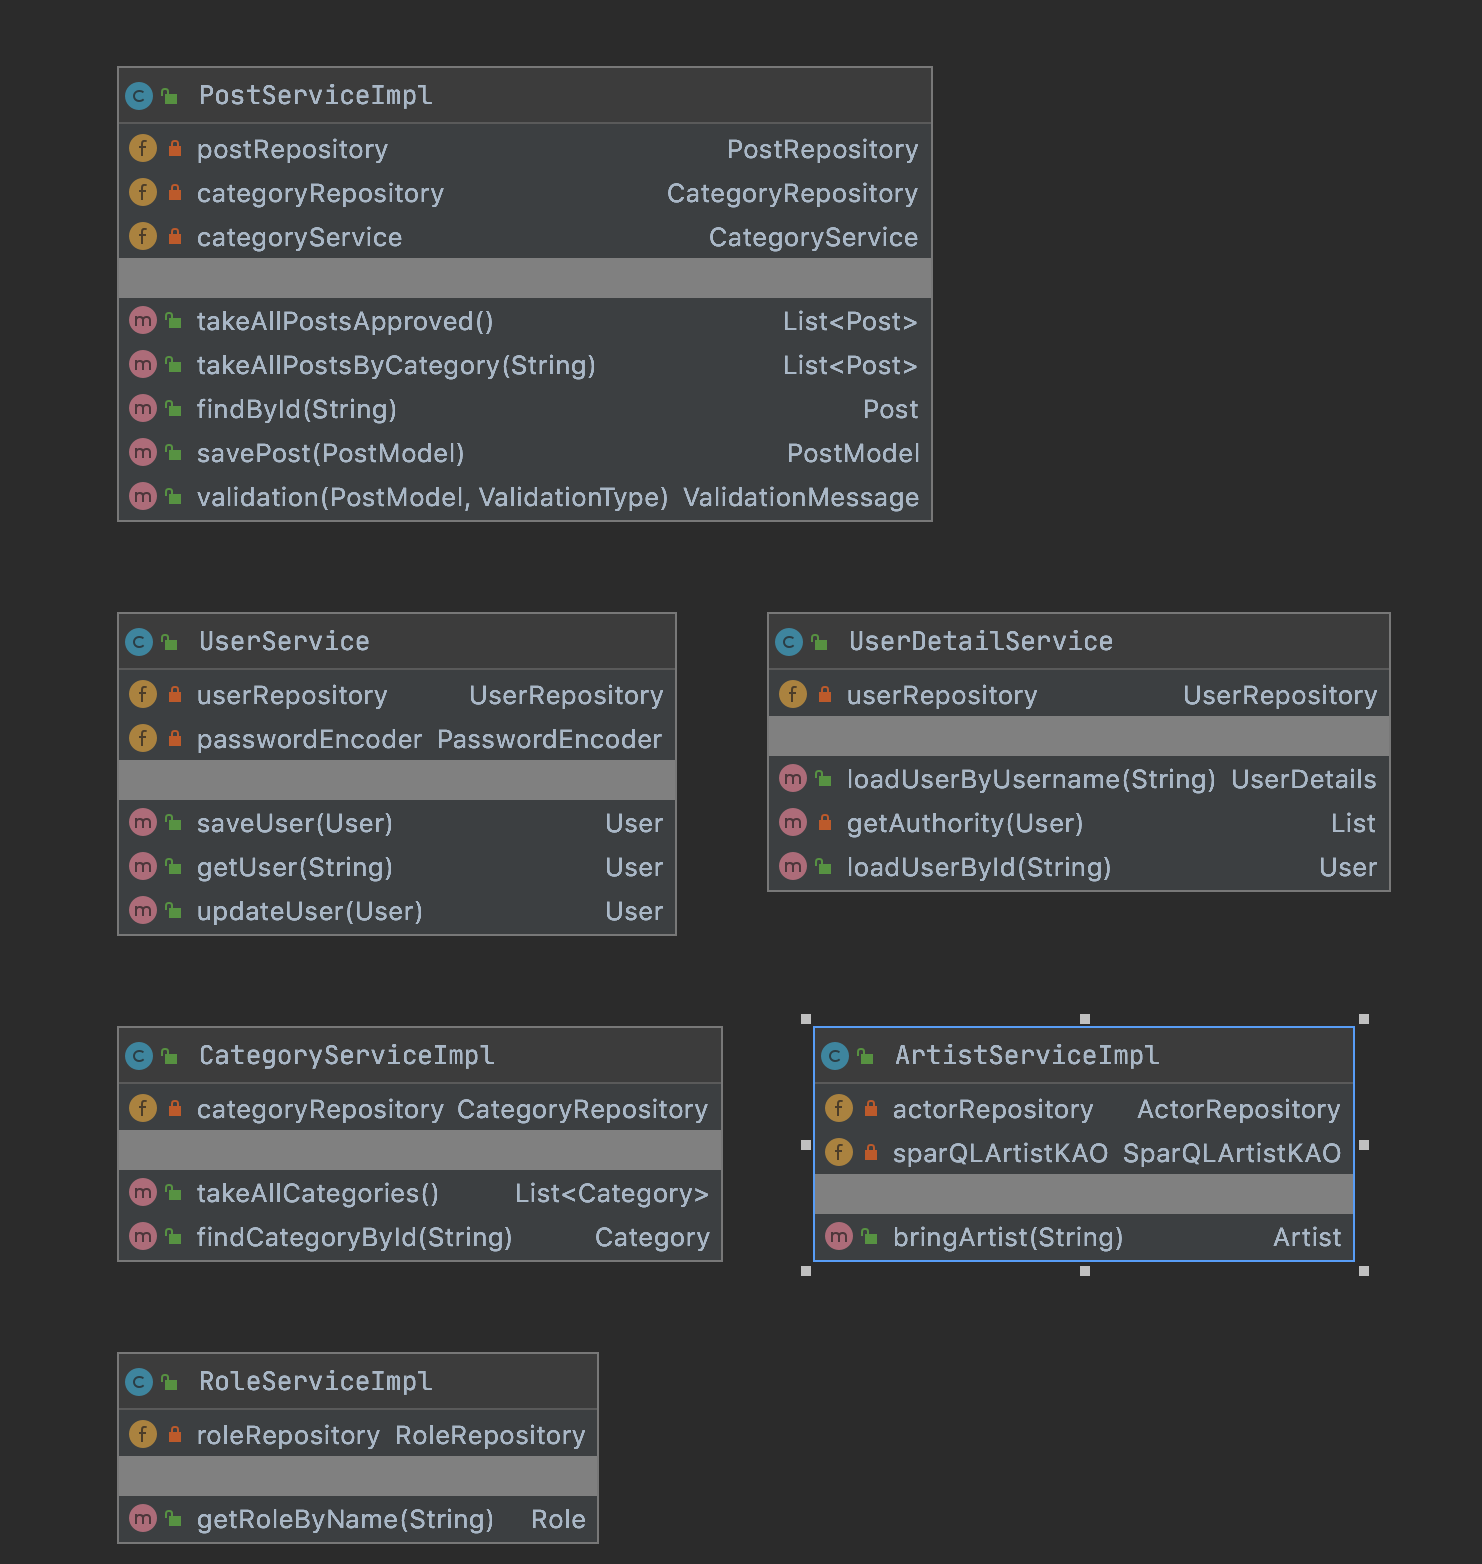 PostServiceImpl
postRepository PostRepository
categoryRepository CategoryRepository
categoryService CategoryService
takeAllPostsApproved() List<Post>
takeAllPostsByCategory(String) List<Post>
findById(String) Post
savePost(PostModel) PostModel
validation(PostModel, ValidationType) ValidationMessage
UserService
userRepository UserRepository
passwordEncoder PasswordEncoder
saveUser(User) User
getUser(String) User
updateUser(User) User
UserDetailService
userRepository UserRepository
loadUserByUsername(String) UserDetails
getAuthority(User) List
loadUserById(String) User
CategoryServiceImpl
categoryRepository CategoryRepository
takeAllCategories() List<Category>
findCategoryById(String) Category
ArtistServiceImpl
actorRepository ActorRepository
sparQLArtistKAO SparQLArtistKAO
bringArtist(String) Artist
RoleServiceImpl
roleRepository RoleRepository
getRoleByName(String) Role